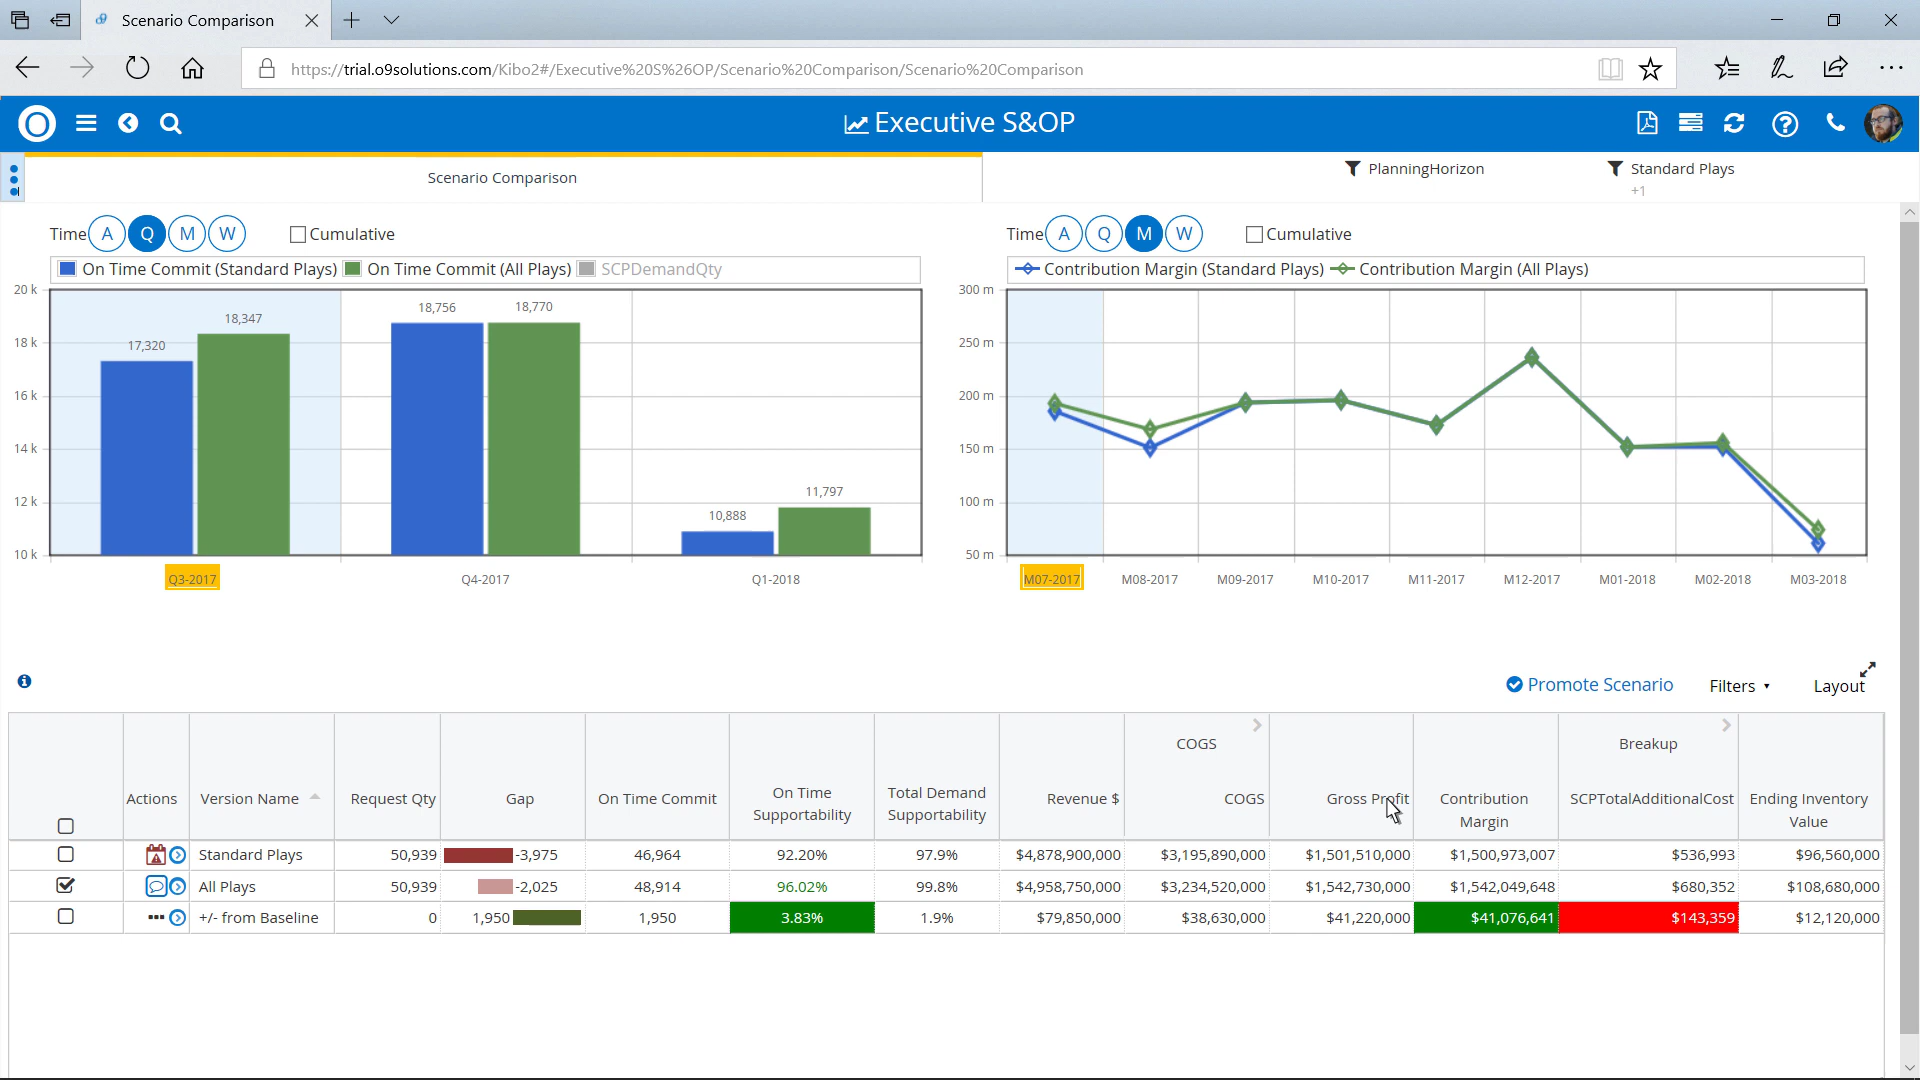 Scenario Comparison
https://trial.o9solutions.com/Kibo2#/Executive%20S%26OP/Scenario%20Comparison/Scenario%20Comparison
Executive S&OP
Scenario Comparison
PlanningHorizon
Standard Plays
+1
Time A Q M W Cumulative
On Time Commit (Standard Plays) On Time Commit (All Plays) SCPDemandQty
20 k
18 k
16 k
14 k
12 k
10 k
17,320 18,347 18,756 18,770 10,888 11,797
Q3-2017 Q4-2017 Q1-2018
Time A Q M W Cumulative
Contribution Margin (Standard Plays) Contribution Margin (All Plays)
300 m
250 m
200 m
150 m
100 m
50 m
M07-2017 M08-2017 M09-2017 M10-2017 M11-2017 M12-2017 M01-2018 M02-2018 M03-2018
Promote Scenario Filters Layout
COGS Breakup
Actions Version Name Request Qty Gap On Time Commit On Time Supportability Total Demand Supportability Revenue $ COGS Gross Profit Contribution Margin SCPTotalAdditionalCost Ending Inventory Value
Standard Plays 50,939 -3,975 46,964 92.20% 97.9% $4,878,900,000 $3,195,890,000 $1,501,510,000 $1,500,973,007 $536,993 $96,560,000
All Plays 50,939 -2,025 48,914 96.02% 99.8% $4,958,750,000 $3,234,520,000 $1,542,730,000 $1,542,049,648 $680,352 $108,680,000
+/- from Baseline 0 1,950 1,950 3.83% 1.9% $79,850,000 $38,630,000 $41,220,000 $41,076,641 $143,359 $12,120,000